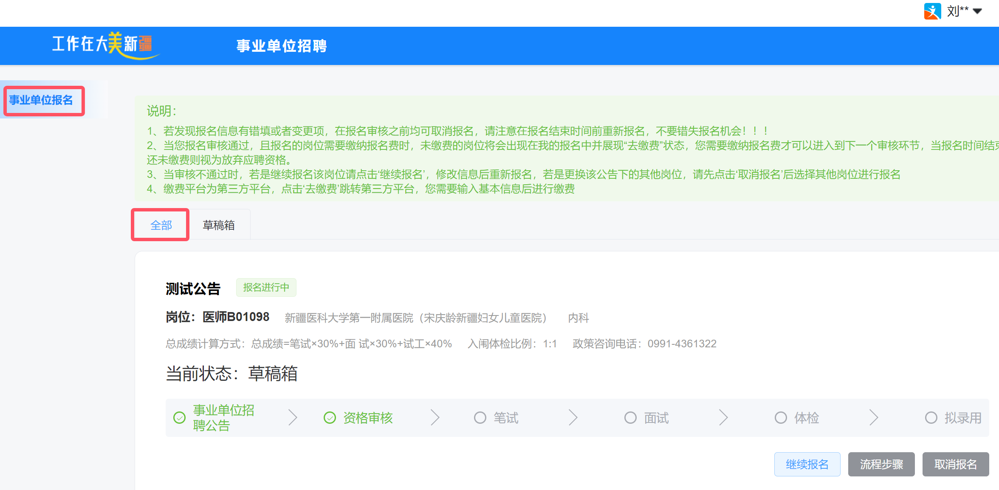 刘**
工作在大美新疆
事业单位招聘
事业单位报名
说明：
1、若发现报名信息有错填或者变更项，在报名审核之前均可取消报名，请注意在报名结束时间前重新报名，不要错失报名机会！！！
2、当您报名审核通过，且报名的岗位需要缴纳报名费时，未缴费的岗位将会出现在我的报名中并展现“去缴费”状态，您需要缴纳报名费才可以进入到下一个审核环节，当报名时间结束
还未缴费则视为放弃应聘资格。
3、当审核不通过时，若是继续报名该岗位请点击‘继续报名’，修改信息后重新报名，若是更换该公告下的其他岗位，请先点击‘取消报名’后选择其他岗位进行报名
4、缴费平台为第三方平台，点击‘去缴费’跳转第三方平台，您需要输入基本信息后进行缴费
全部 草稿箱
测试公告 报名进行中
岗位：医师B01098 新疆医科大学第一附属医院（宋庆龄新疆妇女儿童医院） 内科
总成绩计算方式：总成绩=笔试×30%+面 试×30%+试工×40% 入闱体检比例：1:1 政策咨询电话：0991-4361322
当前状态：草稿箱
事业单位招
聘公告
资格审核 笔试 面试 体检 拟录用
继续报名 流程步骤 取消报名